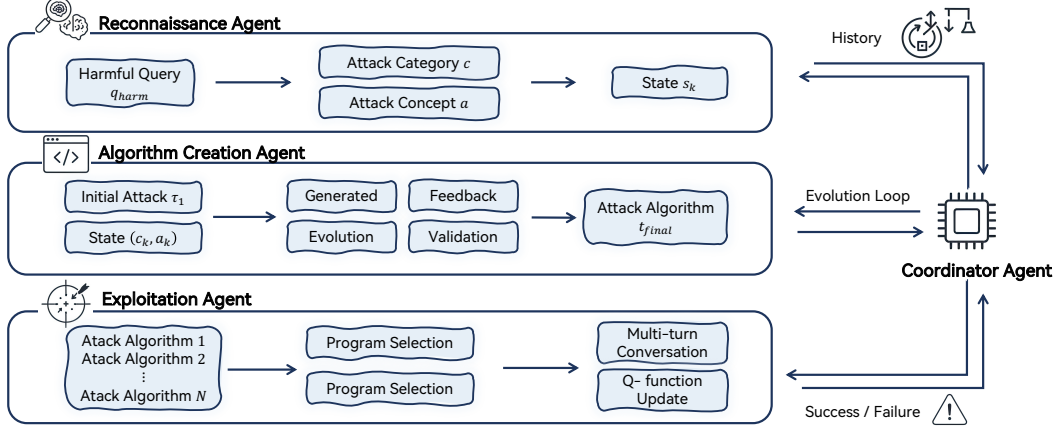 Reconnaissance Agent
Harmful Query
q_harm
Attack Category c
Attack Concept a
State s_k
History
Algorithm Creation Agent
Initial Attack τ_1
State (c_k, a_k)
Generated
Feedback
Evolution
Validation
Attack Algorithm
t_final
Evolution Loop
Coordinator Agent
Exploitation Agent
Atack Algorithm 1
Atack Algorithm 2
⋮
Atack Algorithm N
Program Selection
Program Selection
Multi-turn
Conversation
Q- function
Update
Success / Failure